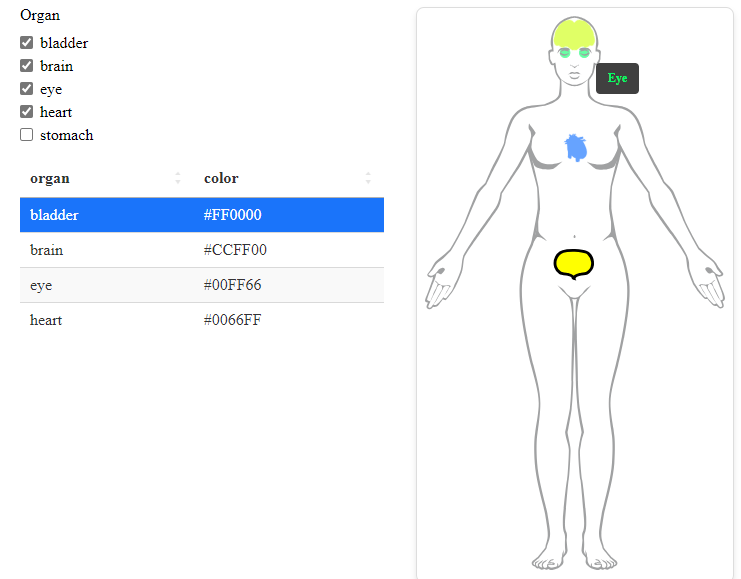 Organ
bladder
brain
eye
heart
stomach
organ color
bladder #FF0000
brain #CCFF00
eye #00FF66
heart #0066FF
Eye